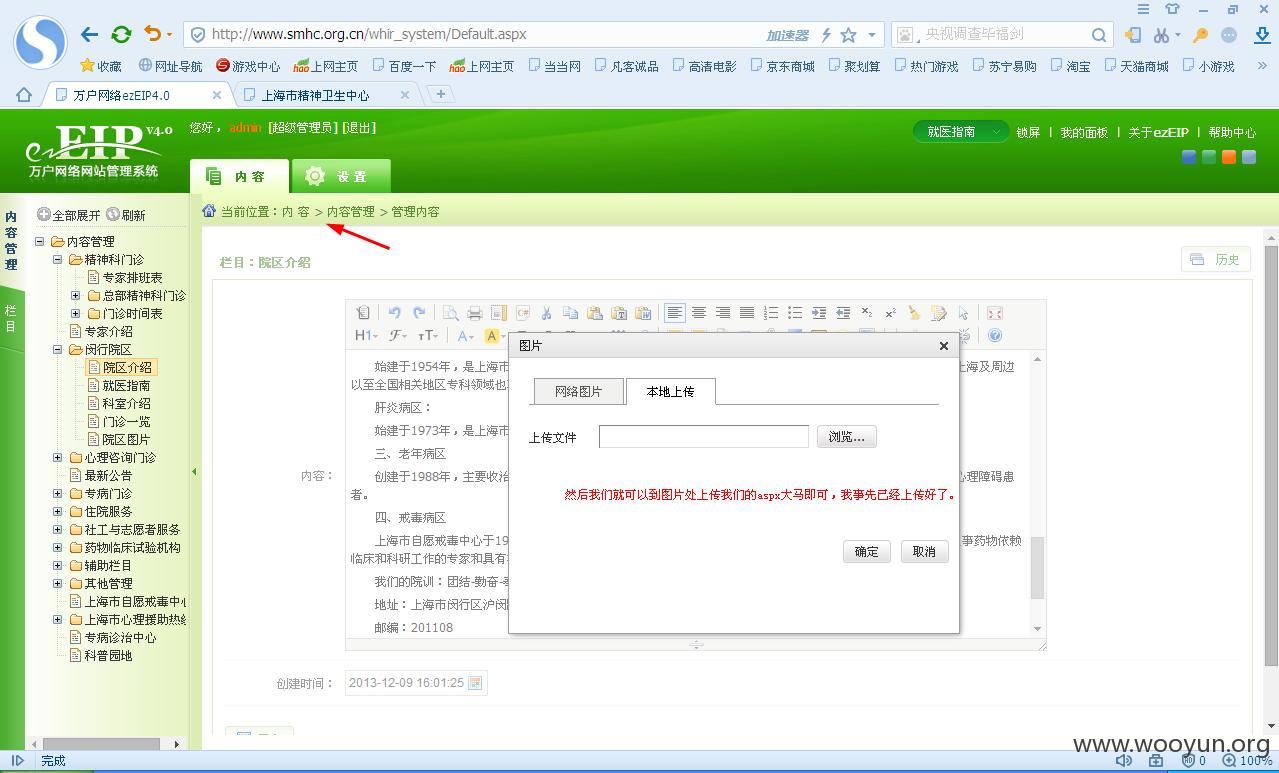 http://www.smhc.org.cn/whir_system/Default.aspx
加速器
央视调查毕福剑
收藏 网址导航 游戏中心 上网主页 百度一下 上网主页 当当网 凡客诚品 高清电影 京东商城 聚划算 热门游戏 苏宁易购 淘宝 天猫商城 小游戏
万户网络ezEIP4.0 上海市精神卫生中心
ezEIP v4.0
万户网络网站管理系统
您好， admin [超级管理员] [退出]
就医指南 锁屏 | 我的面板 | 关于ezEIP | 帮助中心
内 容 设 置
内容管理
栏目
全部展开 刷新
当前位置：内 容 > 内容管理 > 管理内容
内容管理
精神科门诊
专家排班表
总部精神科门诊
门诊时间表
专家介绍
闵行院区
院区介绍
就医指南
科室介绍
门诊一览
院区图片
心理咨询门诊
最新公告
专病门诊
住院服务
社工与志愿者服务
药物临床试验机构
辅助栏目
其他管理
上海市自愿戒毒中心
上海市心理援助热线
专病诊治中心
科普园地
栏目：院区介绍
历史
内容：
始建于1954年，是上海市
上海及周边
以至全国相关地区专科领域也
肝炎病区：
始建于1973年，是上海市
三、老年病区
创建于1988年，主要收治
心理障碍患
者。
四、戒毒病区
上海市自愿戒毒中心于19
事药物依赖
临床和科研工作的专家和具有
我们的院训：团结-勤奋-
地址：上海市闵行区沪闵
邮编：201108
图片
网络图片 本地上传
上传文件 浏览...
然后我们就可以到图片处上传我们的aspx大马即可，我事先已经上传好了。
确定 取消
创建时间： 2013-12-09 16:01:25
完成
0 100%
www.wooyun.org